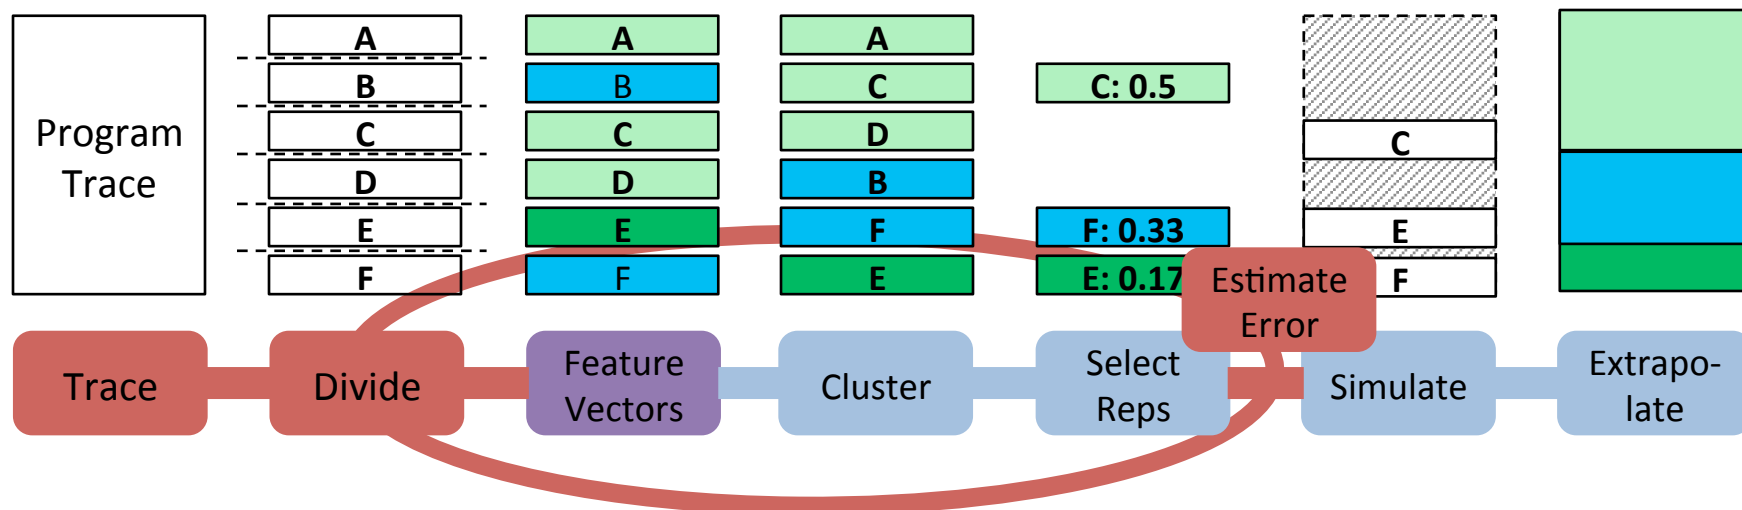 Program
Trace
A
B
C
D
E
F
A
B
C
D
E
F
A
C
D
B
F
E
C: 0.5
F: 0.33
E: 0.17
C
E
F
Estimate
Error
Trace
Divide
Feature
Vectors
Cluster
Select
Reps
Simulate
Extrapo-
late